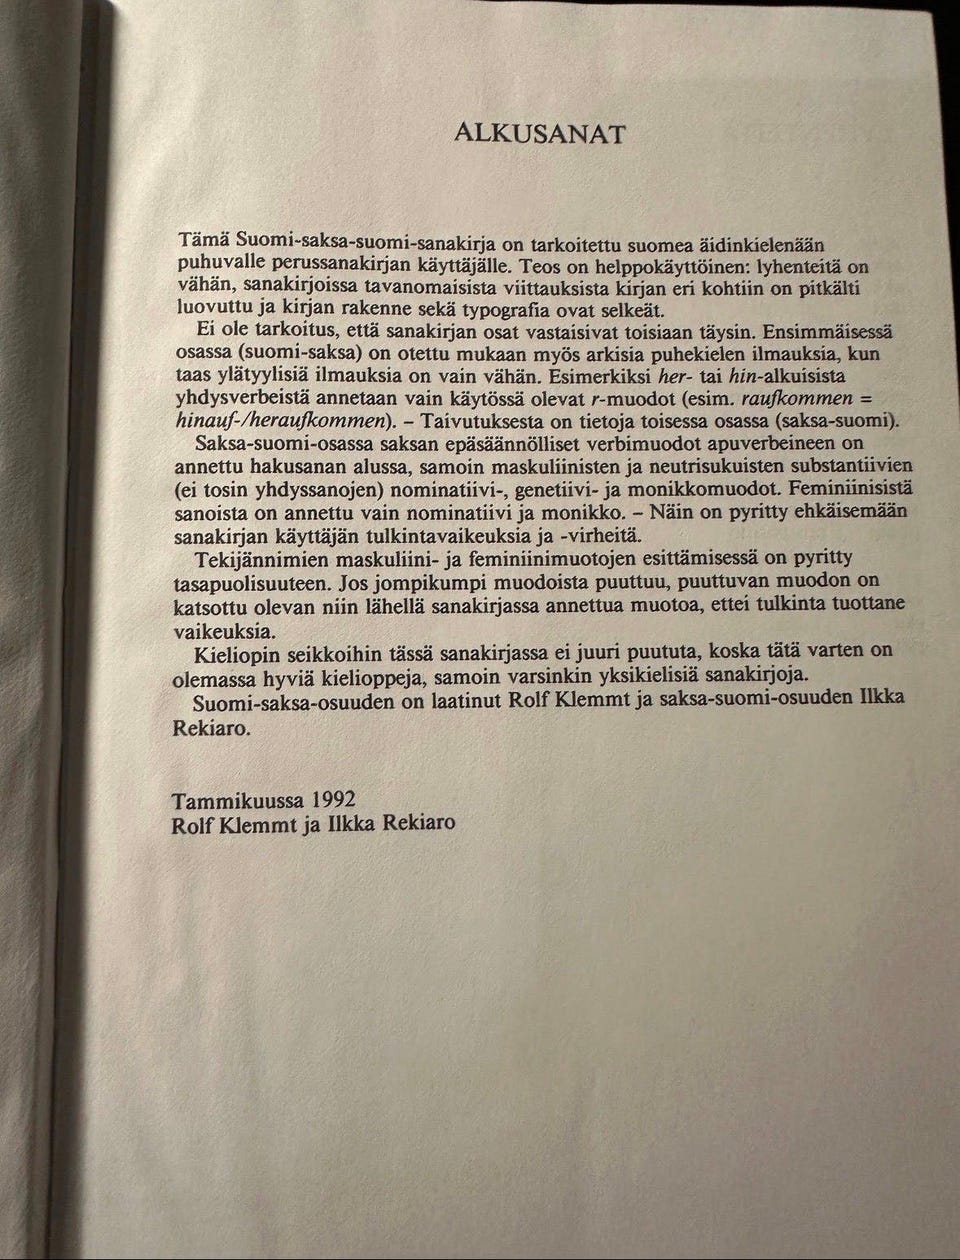 ALKUSANAT
Tämä Suomi-saksa-suomi-sanakirja on tarkoitettu suomea äidinkielenään
puhuvalle perussanakirjan käyttäjälle. Teos on helppokäyttöinen: lyhenteitä on
vähän, sanakirjoissa tavanomaisista viittauksista kirjan eri kohtiin on pitkälti
luovuttu ja kirjan rakenne sekä typografia ovat selkeät.
Ei ole tarkoitus, että sanakirjan osat vastaisivat toisiaan täysin. Ensimmäisessä
osassa (suomi-saksa) on otettu mukaan myös arkisia puhekielen ilmauksia, kun
taas ylätyylisiä ilmauksia on vain vähän. Esimerkiksi her- tai hin-alkuisista
yhdysverbeistä annetaan vain käytössä olevat r-muodot (esim. raufkommen =
hinauf-/heraufkommen). – Taivutuksesta on tietoja toisessa osassa (saksa-suomi).
Saksa-suomi-osassa saksan epäsäännölliset verbimuodot apuverbeineen on
annettu hakusanan alussa, samoin maskuliinisten ja neutrisukuisten substantiivien
(ei tosin yhdyssanojen) nominatiivi-, genetiivi- ja monikkomuodot. Feminiinisistä
sanoista on annettu vain nominatiivi ja monikko. – Näin on pyritty ehkäisemään
sanakirjan käyttäjän tulkintavaikeuksia ja -virheitä.
Tekijännimien maskuliini- ja feminiinimuotojen esittämisessä on pyritty
tasapuolisuuteen. Jos jompikumpi muodoista puuttuu, puuttuvan muodon on
katsottu olevan niin lähellä sanakirjassa annettua muotoa, ettei tulkinta tuottane
vaikeuksia.
Kieliopin seikkoihin tässä sanakirjassa ei juuri puututa, koska tätä varten on
olemassa hyviä kielioppeja, samoin varsinkin yksikielisiä sanakirjoja.
Suomi-saksa-osuuden on laatinut Rolf Klemmt ja saksa-suomi-osuuden Ilkka
Rekiaro.
Tammikuussa 1992
Rolf Klemmt ja Ilkka Rekiaro